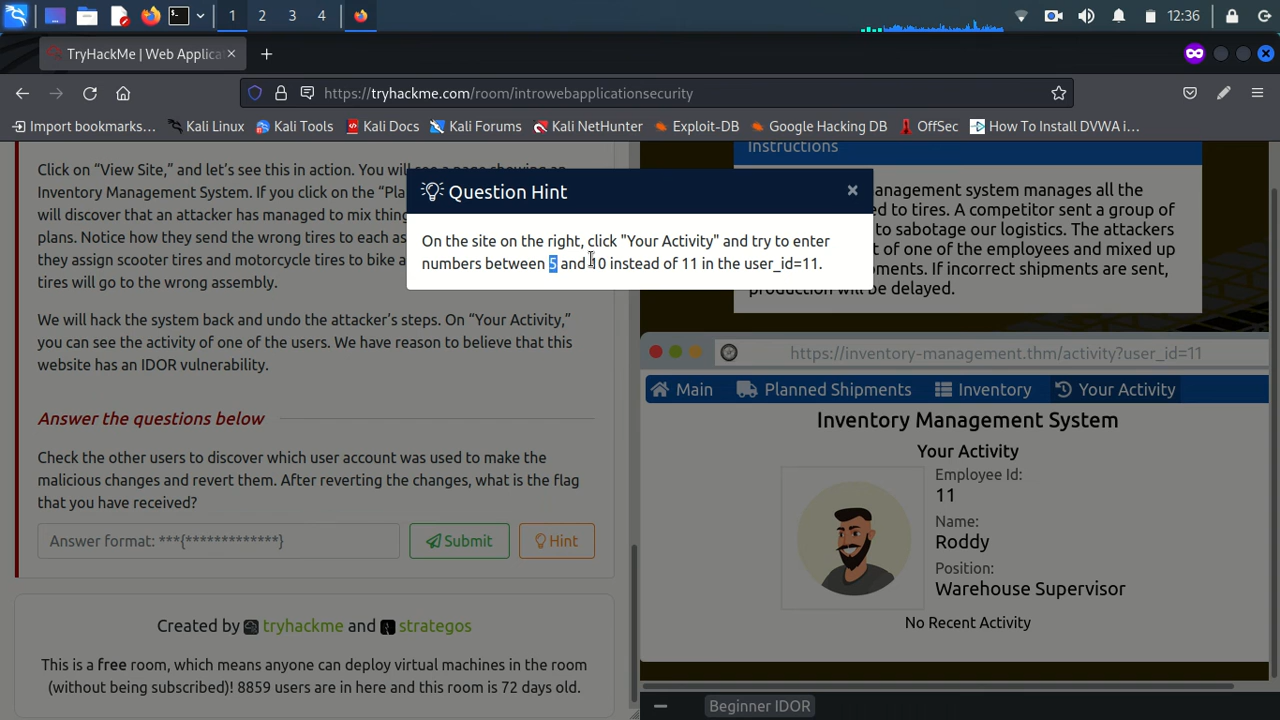 1 2 3 4 12:36
TryHackMe | Web Applica
https://tryhackme.com/room/introwebapplicationsecurity
Import bookmarks… Kali Linux Kali Tools Kali Docs Kali Forums Kali NetHunter Exploit-DB Google Hacking DB OffSec How To Install DVWA i…
Click on “View Site,” and let’s see this in action. You will see a page showing an
Inventory Management System. If you click on the “Pla
will discover that an attacker has managed to mix thing
plans. Notice how they send the wrong tires to each as
they assign scooter tires and motorcycle tires to bike a
tires will go to the wrong assembly.
We will hack the system back and undo the attacker’s steps. On “Your Activity,”
you can see the activity of one of the users. We have reason to believe that this
website has an IDOR vulnerability.
Answer the questions below
Check the other users to discover which user account was used to make the
malicious changes and revert them. After reverting the changes, what is the flag
that you have received?
Answer format: ***{*************} Submit Hint
Created by tryhackme and strategos
This is a free room, which means anyone can deploy virtual machines in the room
(without being subscribed)! 8859 users are in here and this room is 72 days old.
Question Hint ×
On the site on the right, click "Your Activity" and try to enter
numbers between 5 and 10 instead of 11 in the user_id=11.
Instructions
anagement system manages all the
d to tires. A competitor sent a group of
to sabotage our logistics. The attackers
t of one of the employees and mixed up
pments. If incorrect shipments are sent,
production will be delayed.
https://inventory-management.thm/activity?user_id=11
Main Planned Shipments Inventory Your Activity
Inventory Management System
Your Activity
Employee Id:
11
Name:
Roddy
Position:
Warehouse Supervisor
No Recent Activity
Beginner IDOR